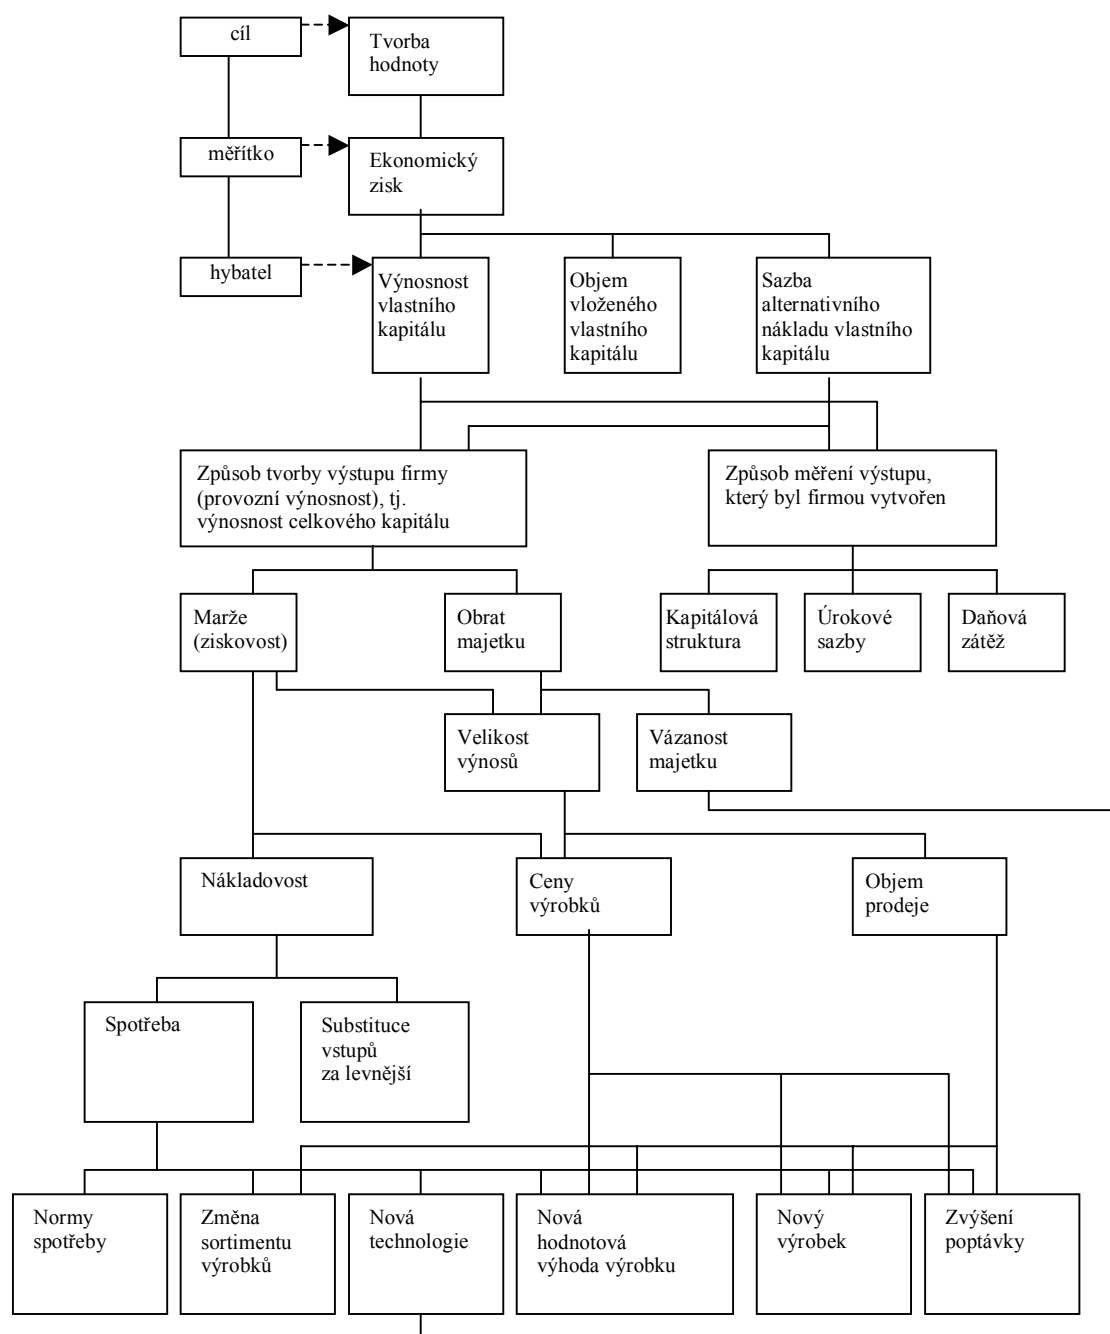 cíl
Tvorba
hodnoty
měřítko
Ekonomický
zisk
hybatel
Výnosnost
vlastního
kapitálu
Objem
vloženého
vlastního
kapitálu
Sazba
alternativního
nákladu vlastního
kapitálu
Způsob tvorby výstupu firmy
(provozní výnosnost), tj.
výnosnost celkového kapitálu
Způsob měření výstupu,
který byl firmou vytvořen
Marže
(ziskovost)
Obrat
majetku
Kapitálová
struktura
Úrokové
sazby
Daňová
zátěž
Velikost
výnosů
Vázanost
majetku
Nákladovost
Ceny
výrobků
Objem
prodeje
Spotřeba
Substituce
vstupů
za levnější
Normy
spotřeby
Změna
sortimentu
výrobků
Nová
technologie
Nová
hodnotová
výhoda výrobku
Nový
výrobek
Zvýšení
poptávky